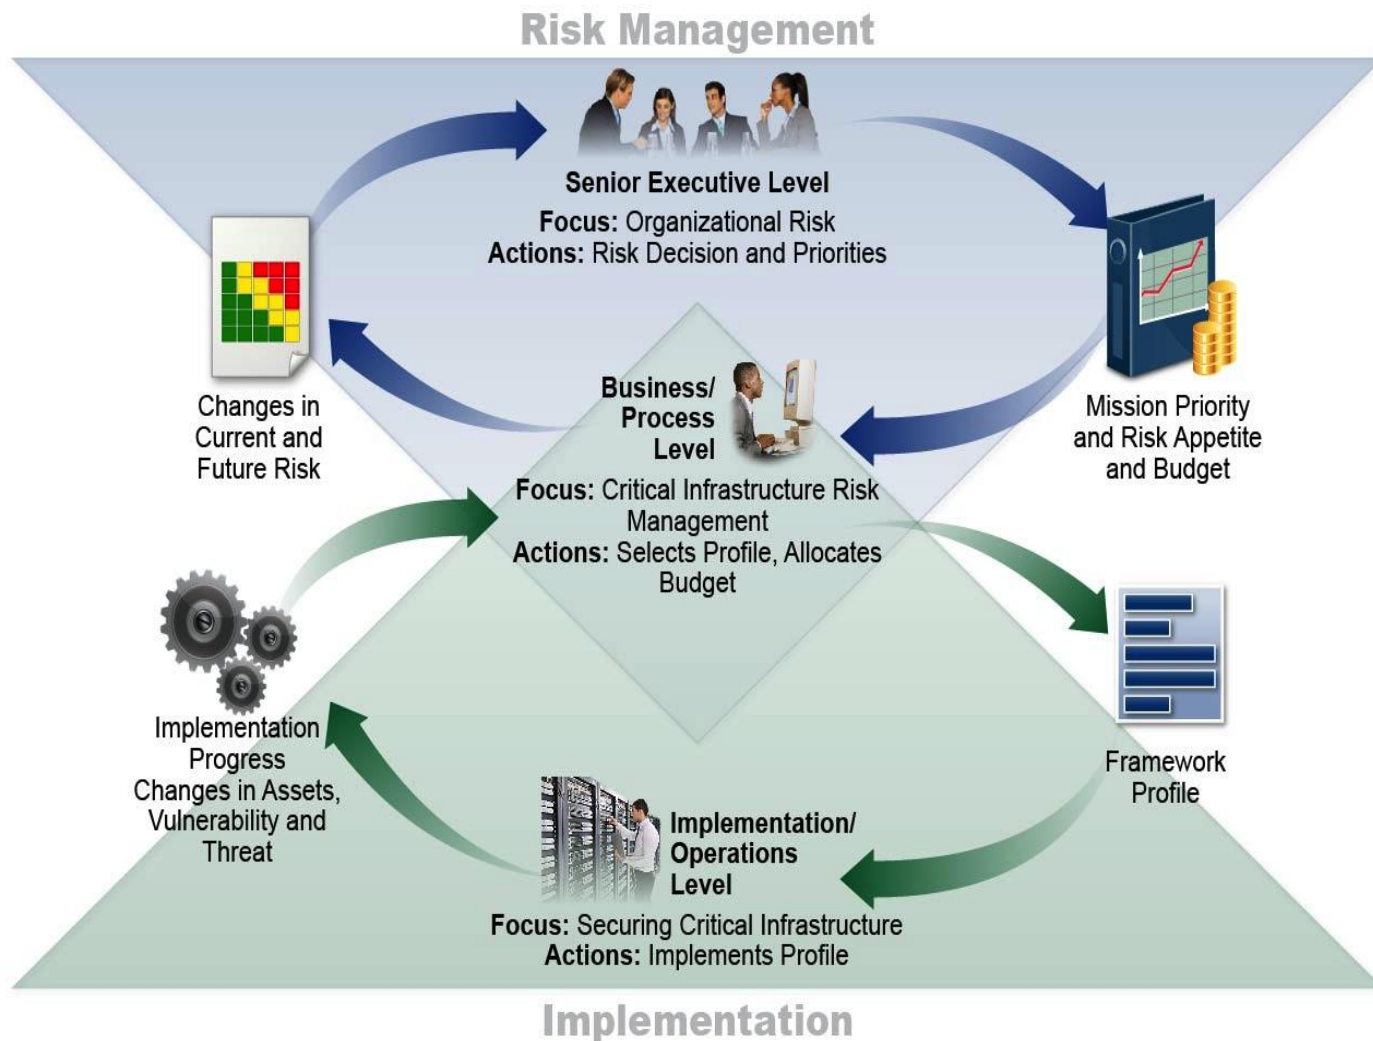 Risk Management
Senior Executive Level
Focus: Organizational Risk
Actions: Risk Decision and Priorities
Changes in
Current and
Future Risk
Mission Priority
and Risk Appetite
and Budget
Business/
Process
Level
Focus: Critical Infrastructure Risk
Management
Actions: Selects Profile, Allocates
Budget
Implementation
Progress
Changes in Assets,
Vulnerability and
Threat
Framework
Profile
Implementation/
Operations
Level
Focus: Securing Critical Infrastructure
Actions: Implements Profile
Implementation